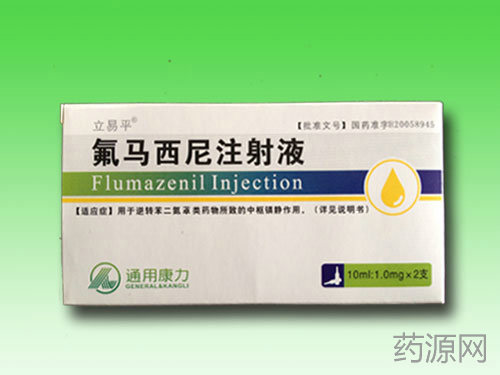 立易平®
【批准文号】国药准字H20058945
氟马西尼注射液
Flumazenil Injection
【适应症】用于逆转苯二氮䓬类药物所致的中枢镇静作用。(详见说明书)
通用康力
GENERAL&KANGLI
10ml:1.0mg×2支
药源网